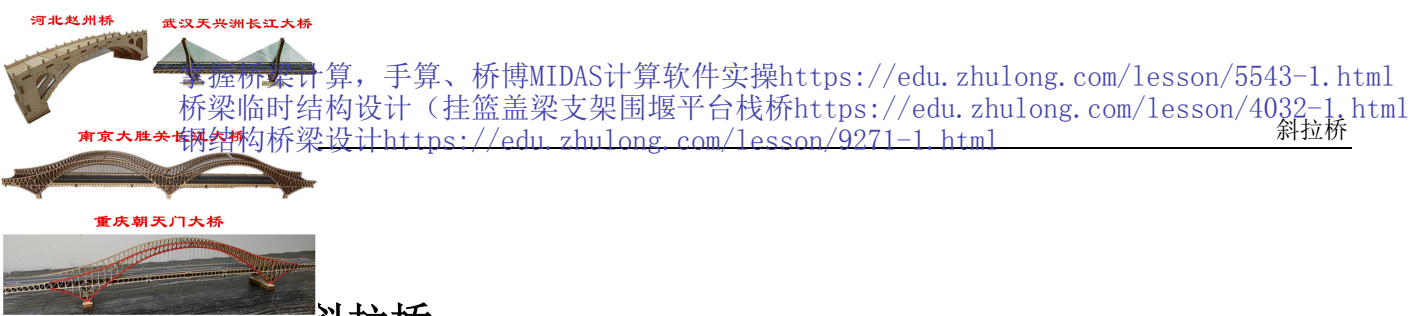 河北赵州桥
武汉天兴洲长江大桥
掌握桥梁计算，手算、桥博MIDAS计算软件实操https://edu.zhulong.com/lesson/5543-1.html
桥梁临时结构设计（挂篮盖梁支架围堰平台栈桥https://edu.zhulong.com/lesson/4032-1.html
南京大胜关长江大桥
钢结构桥梁设计https://edu.zhulong.com/lesson/9271-1.html
斜拉桥
重庆朝天门大桥
斜拉桥